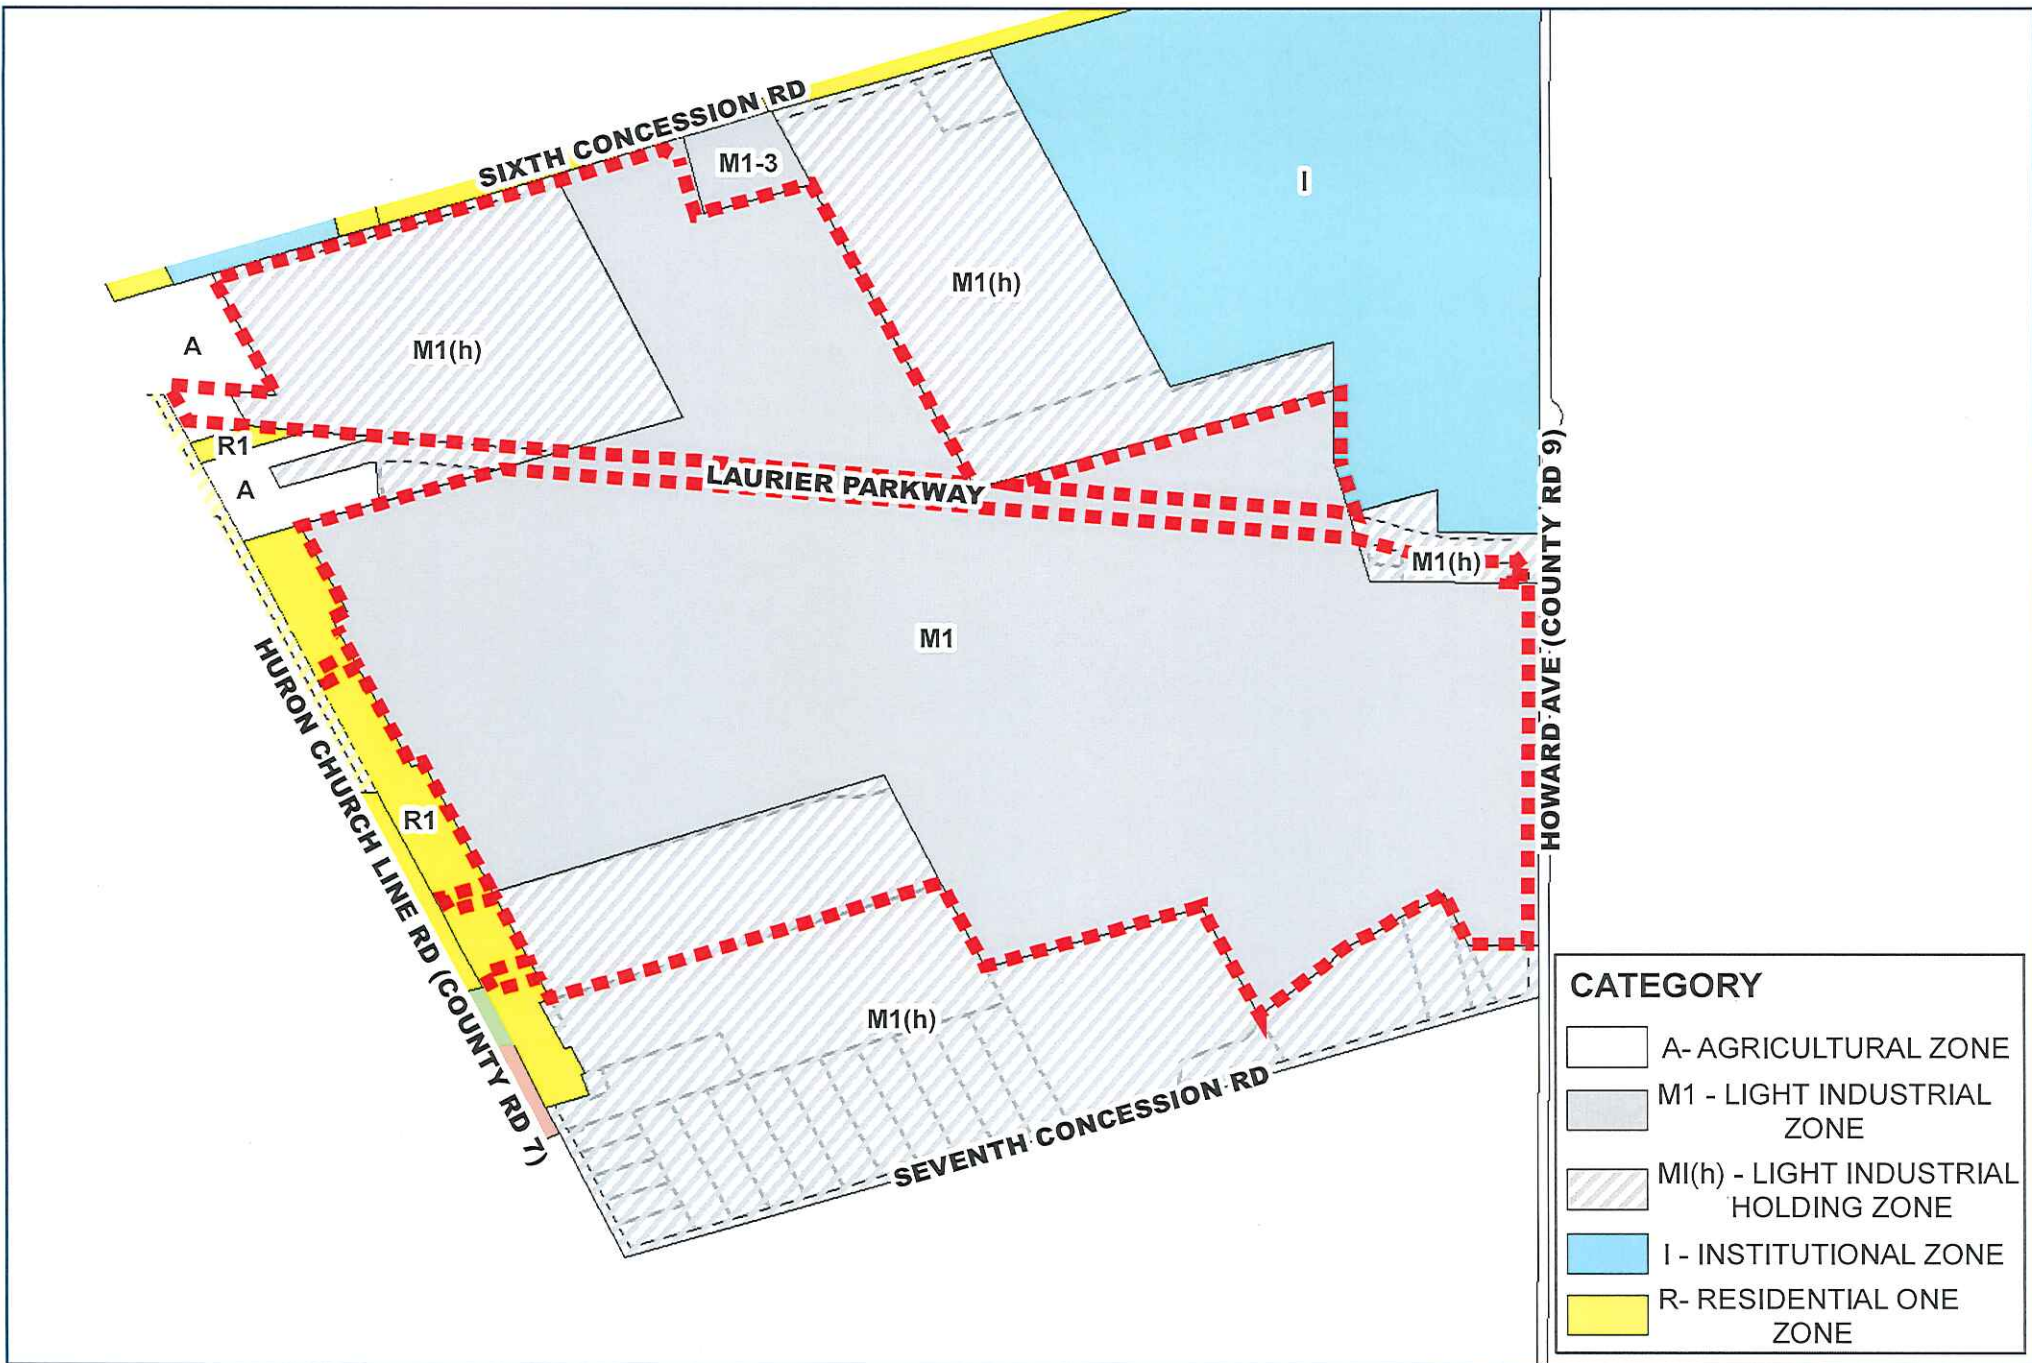 SIXTH CONCESSION RD
M1-3
I
M1(h)
M1(h)
A
R1
A
LAURIER PARKWAY
M1(h)
M1
HOWARD AVE (COUNTY RD 9)
HURON CHURCH LINE RD (COUNTY RD 7)
R1
M1(h)
SEVENTH CONCESSION RD
CATEGORY
A- AGRICULTURAL ZONE
M1 - LIGHT INDUSTRIAL
ZONE
MI(h) - LIGHT INDUSTRIAL
HOLDING ZONE
I - INSTITUTIONAL ZONE
R- RESIDENTIAL ONE
ZONE